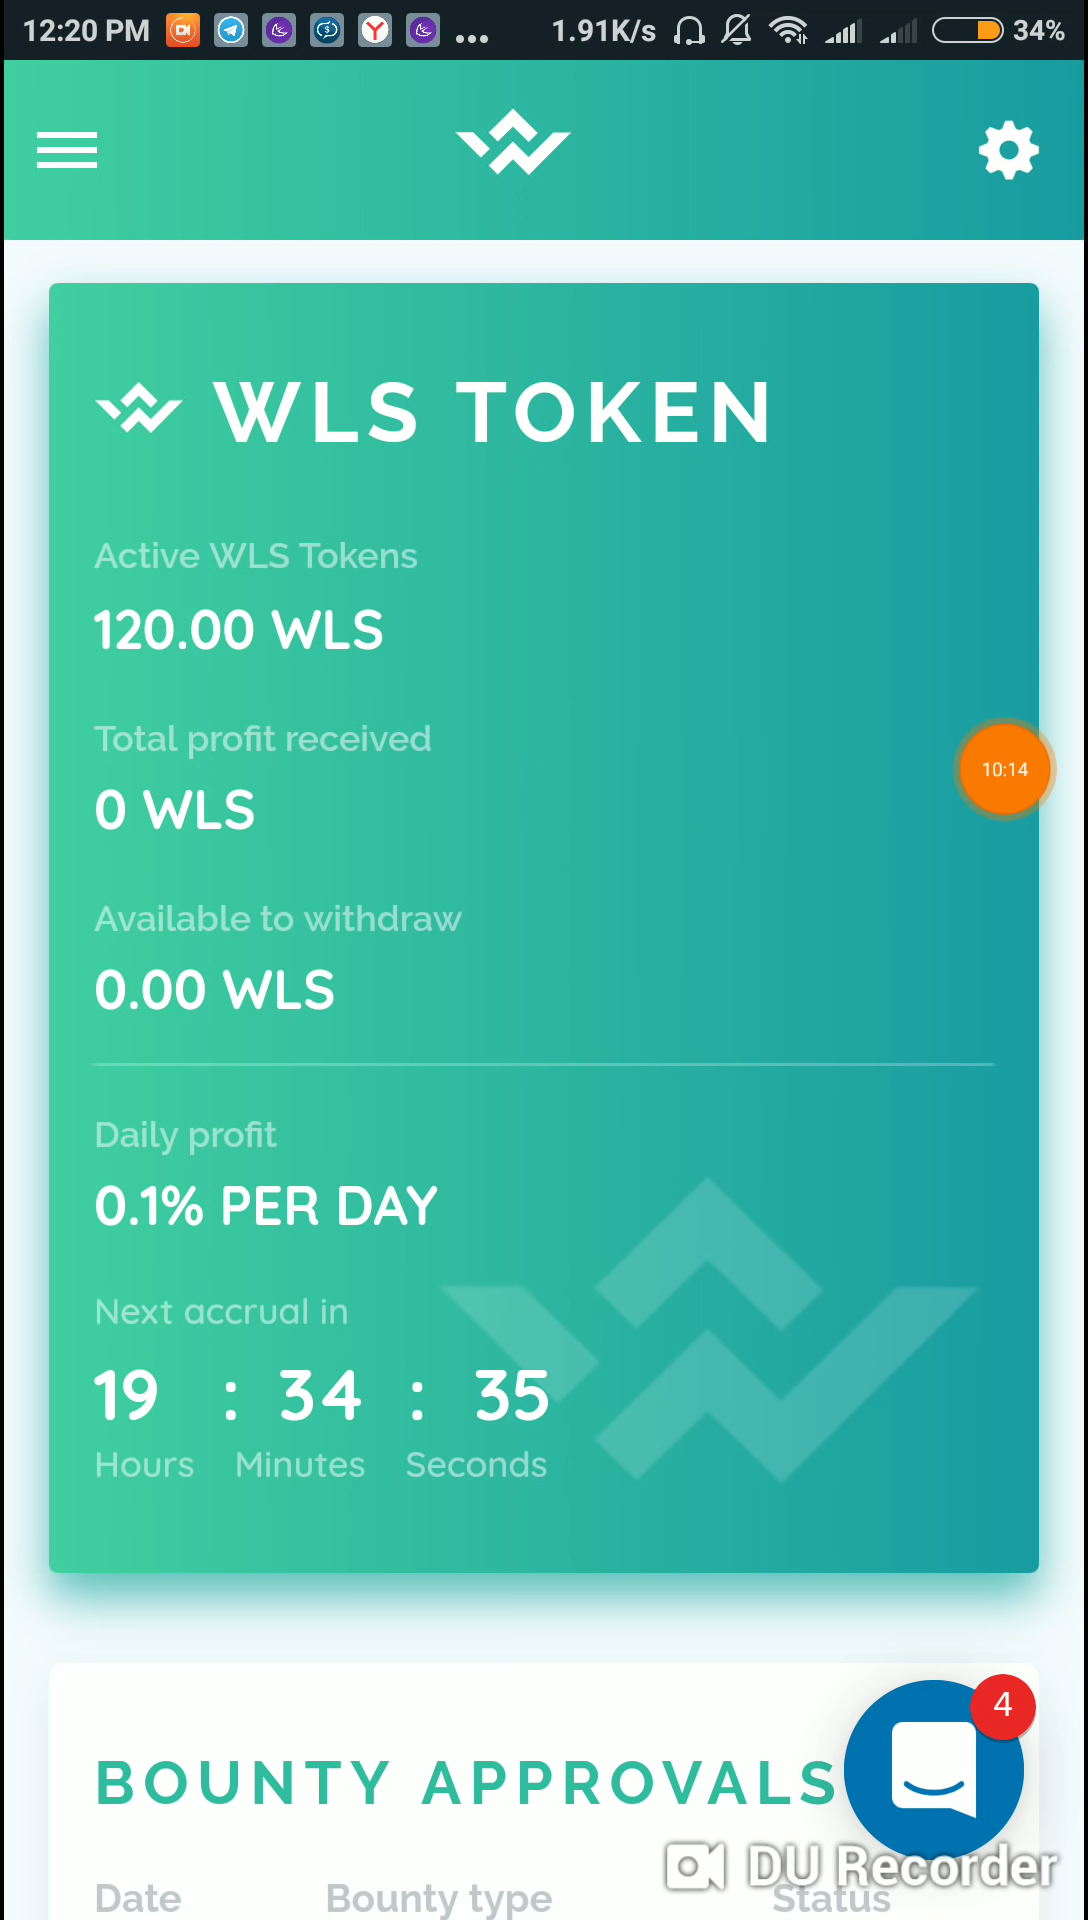 12:20 PM ... 1.91K/s 34%
WLS TOKEN
Active WLS Tokens
120.00 WLS
Total profit received
0 WLS
10:14
Available to withdraw
0.00 WLS
Daily profit
0.1% PER DAY
Next accrual in
19 : 34 : 35
Hours Minutes Seconds
4
BOUNTY APPROVALS
DU Recorder
Date Bounty type Status